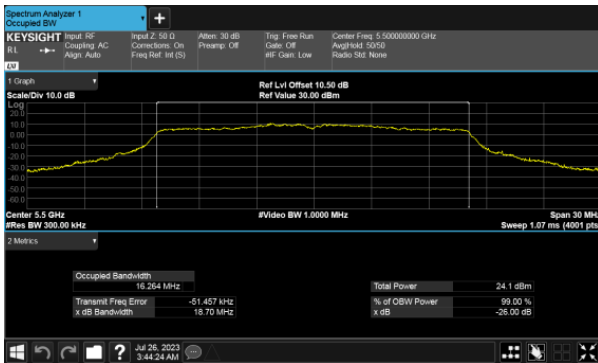 Spectrum Analyzer 1
Occupied BW
+
KEYSIGHT Input: RF Input Z: 50 Ω Atten: 30 dB Trig: Free Run Center Freq: 5.500000000 GHz
RL Coupling: AC Corrections: On Preamp: Off Gate: Off Avg|Hold: 50/50
Align: Auto Freq Ref: Int (S) #IF Gain: Low Radio Std: None
LXI
1 Graph
Scale/Div 10.0 dB Ref Lvl Offset 10.50 dB
Ref Value 30.00 dBm
Log
20.0
10.0
0.00
-10.0
-20.0
-30.0
-40.0
-50.0
-60.0
Center 5.5 GHz #Video BW 1.0000 MHz Span 30 MHz
#Res BW 300.00 kHz Sweep 1.07 ms (4001 pts
2 Metrics
Occupied Bandwidth
16.264 MHz Total Power 24.1 dBm
Transmit Freq Error -51.457 kHz % of OBW Power 99.00 %
x dB Bandwidth 18.70 MHz x dB -26.00 dB
? Jul 26, 2023
3:44:24 AM